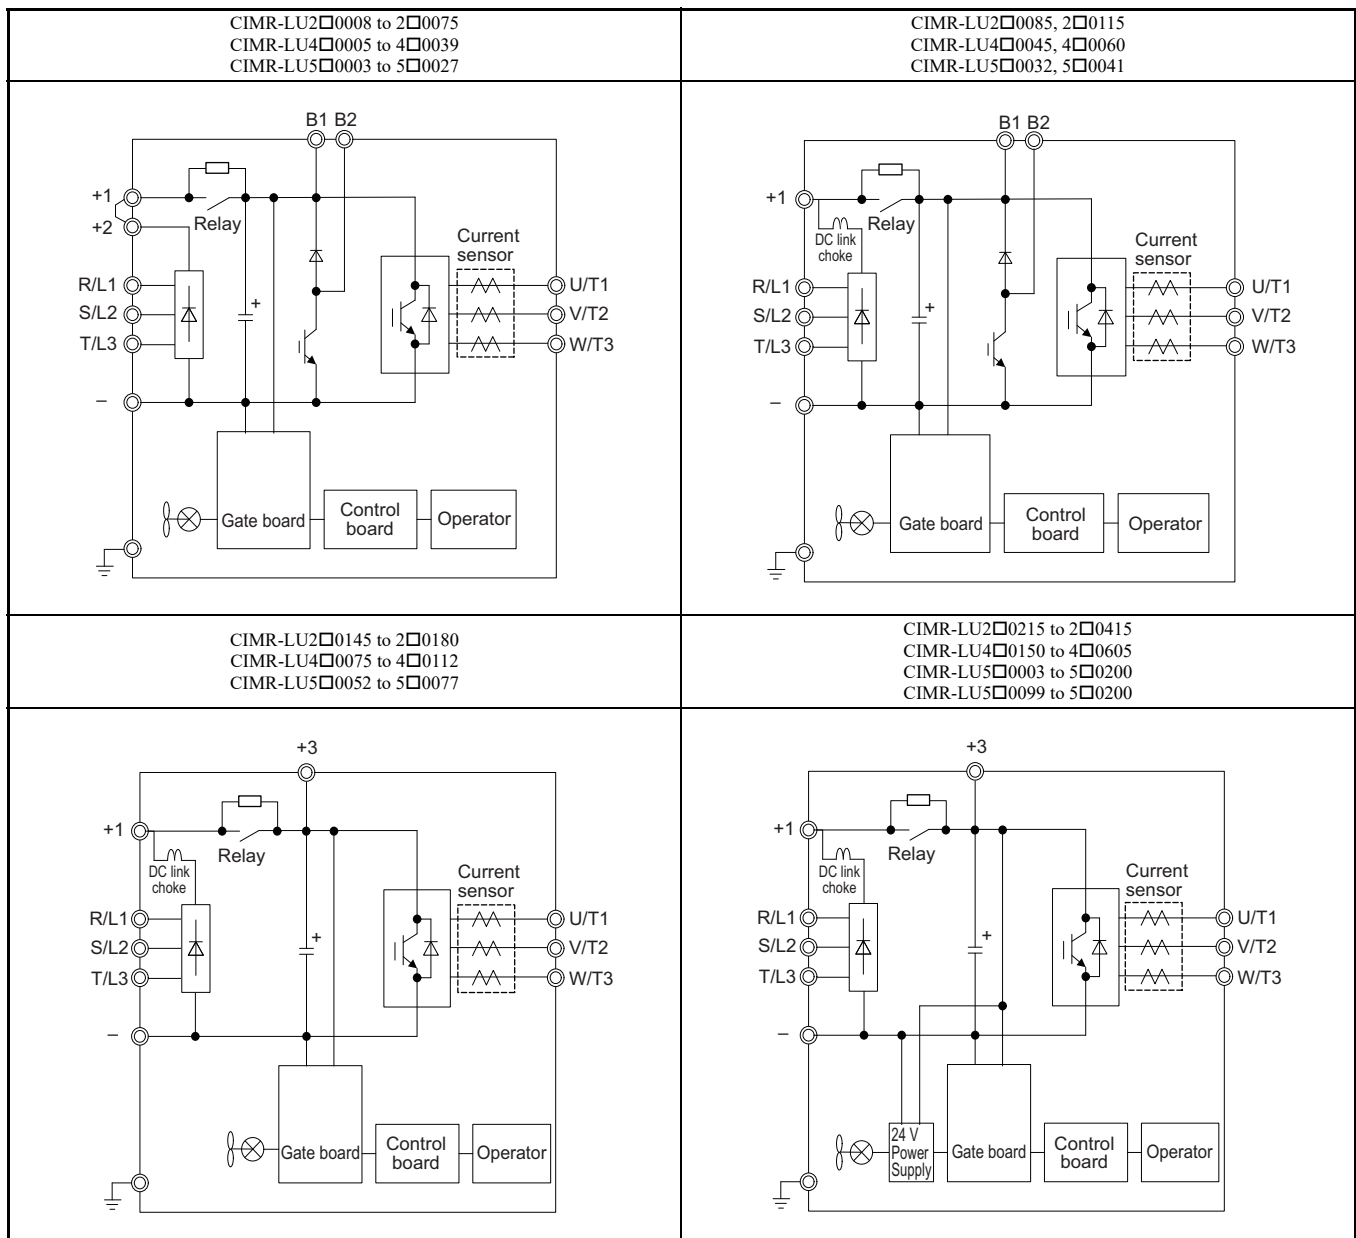 CIMR-LU2□0008 to 2□0075
CIMR-LU4□0005 to 4□0039
CIMR-LU5□0003 to 5□0027
CIMR-LU2□0085, 2□0115
CIMR-LU4□0045, 4□0060
CIMR-LU5□0032, 5□0041
B1 B2
+1
Relay
+2
Current
sensor
R/L1
U/T1
+
S/L2
V/T2
T/L3
W/T3
–
Gate board
Control
board
Operator
B1 B2
+1
Relay
DC link
choke
Current
sensor
R/L1
U/T1
+
S/L2
V/T2
T/L3
W/T3
–
Gate board
Control
board
Operator
CIMR-LU2□0145 to 2□0180
CIMR-LU4□0075 to 4□0112
CIMR-LU5□0052 to 5□0077
CIMR-LU2□0215 to 2□0415
CIMR-LU4□0150 to 4□0605
CIMR-LU5□0003 to 5□0200
CIMR-LU5□0099 to 5□0200
+3
+1
Relay
DC link
choke
Current
sensor
R/L1
U/T1
+
S/L2
V/T2
T/L3
W/T3
–
Gate board
Control
board
Operator
+3
+1
Relay
DC link
choke
Current
sensor
R/L1
U/T1
+
S/L2
V/T2
T/L3
W/T3
–
24 V
Power
Supply
Gate board
Control
board
Operator